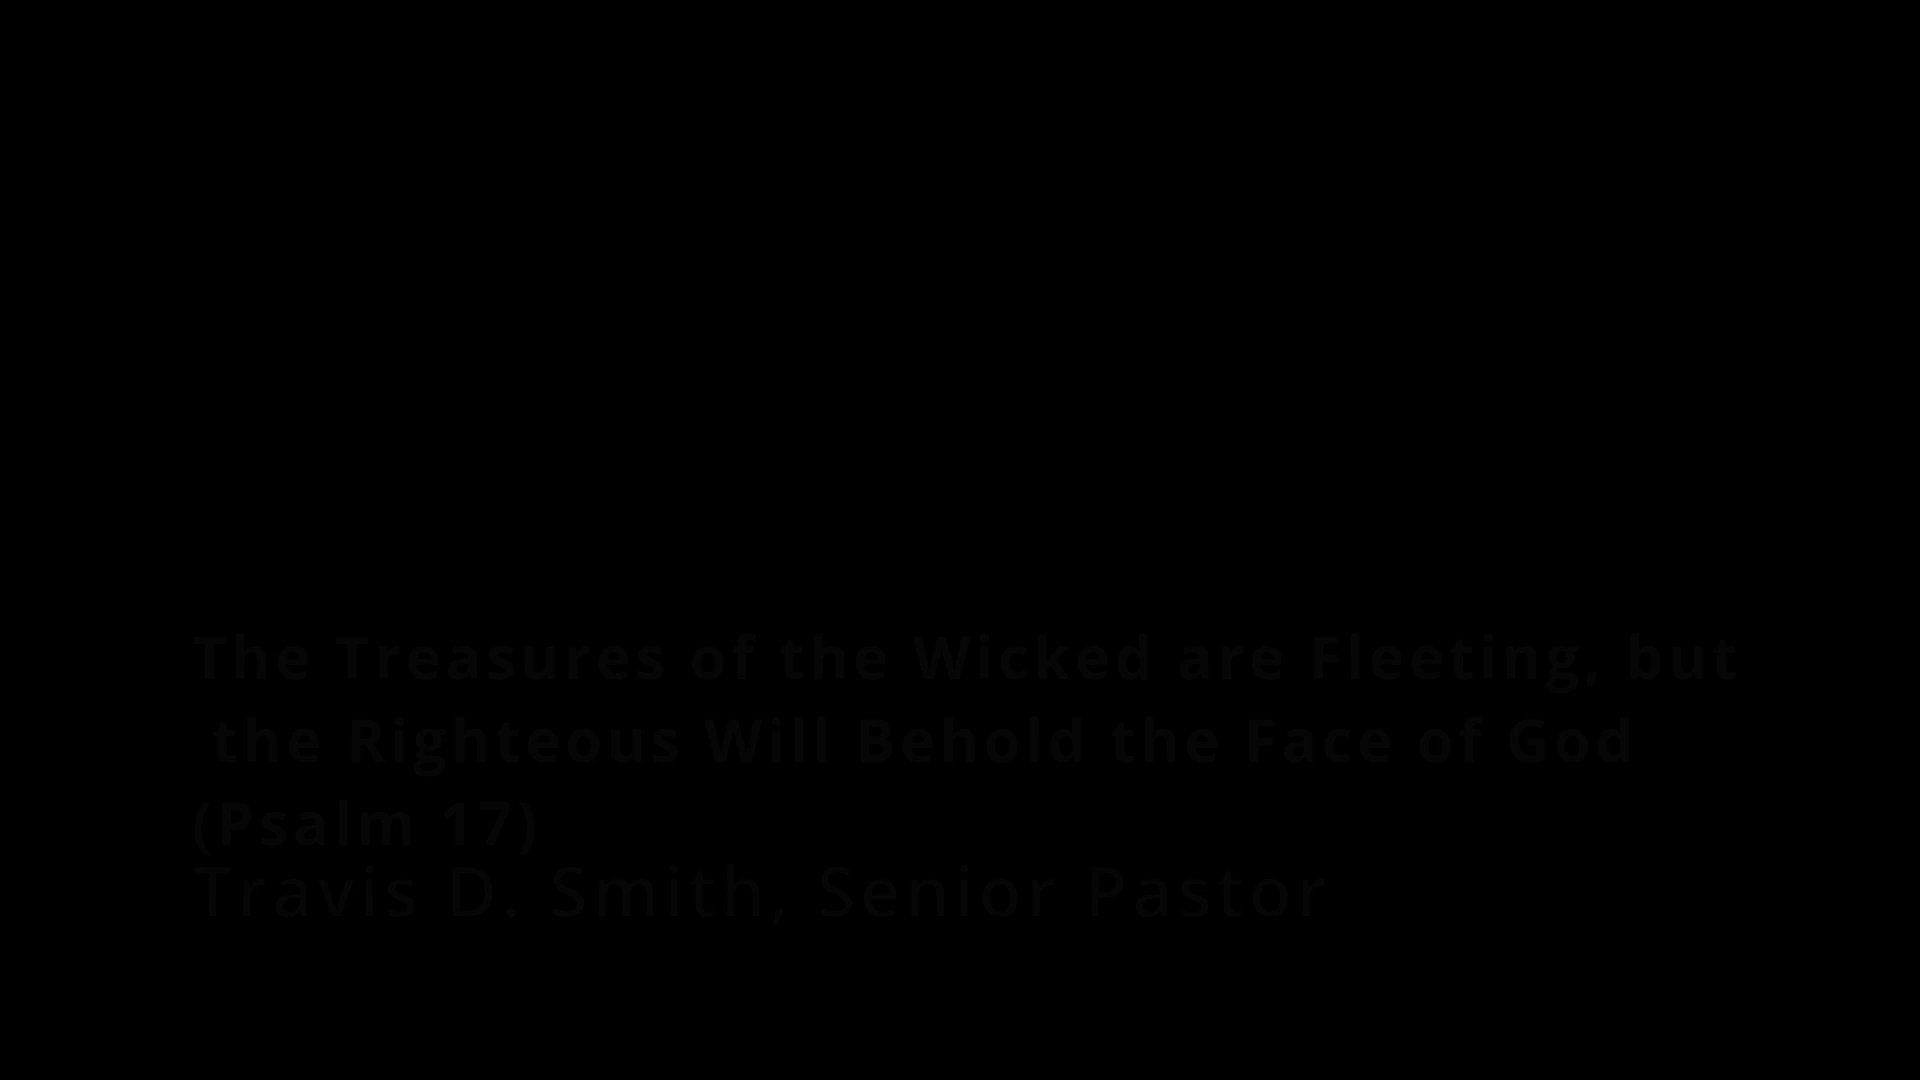 The Treasures of the Wicked are Fleeting, but
the Righteous Will Behold the Face of God
(Psalm 17)
Travis D. Smith, Senior Pastor